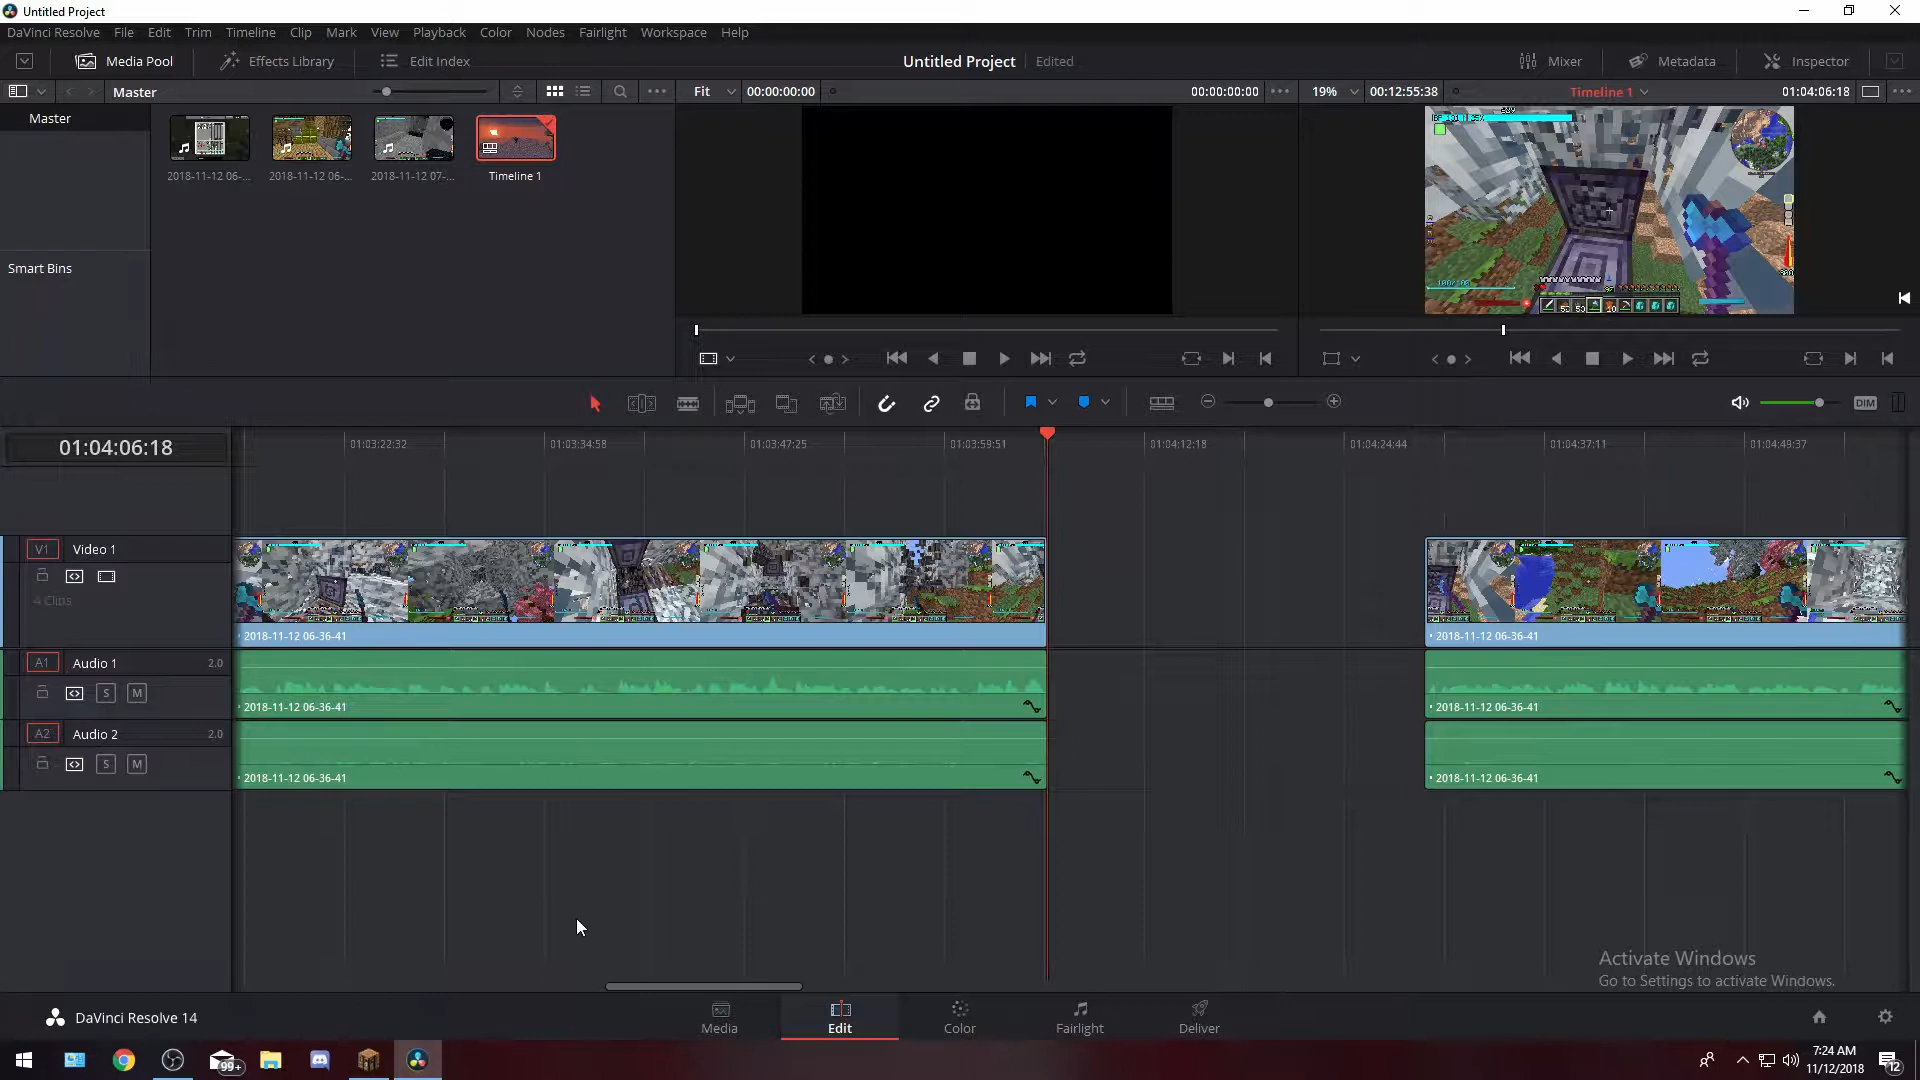 Untitled Project
DaVinci Resolve File Edit Trim Timeline Clip Mark View Playback Color Nodes Fairlight Workspace Help
Media Pool Effects Library Edit Index Untitled Project Edited Mixer Metadata Inspector
Master Fit 00:00:00:00 00:00:00:00 19% 00:12:55:38 Timeline 1 01:04:06:18
Master
2018-11-12 06-... 2018-11-12 06-... 2018-11-12 07-... Timeline 1
Smart Bins
DIM
01:04:06:18 01:03:22:32 01:03:34:58 01:03:47:25 01:03:59:51 01:04:12:18 01:04:24:44 01:04:37:11 01:04:49:37
V1 Video 1
4 Clips
2018-11-12 06-36-41 2018-11-12 06-36-41
A1 Audio 1 2.0
S M
2018-11-12 06-36-41 2018-11-12 06-36-41
A2 Audio 2 2.0
S M
2018-11-12 06-36-41 2018-11-12 06-36-41
Activate Windows
Go to Settings to activate Windows.
DaVinci Resolve 14 Media Edit Color Fairlight Deliver
99+ 7:24 AM
11/12/2018 12